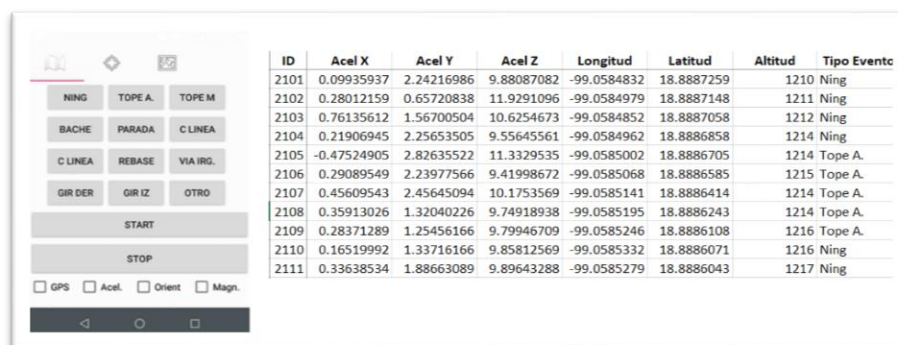 NING TOPE A. TOPE M
BACHE PARADA C LINEA
C LINEA REBASE VIA IRG.
GIR DER GIR IZ OTRO
START
STOP
GPS Acel. Orient Magn.
ID Acel X Acel Y Acel Z Longitud Latitud Altitud Tipo Evento
2101 0.09935937 2.24216986 9.88087082 -99.0584832 18.8887259 1210 Ning
2102 0.28012159 0.65720838 11.9291096 -99.0584979 18.8887148 1211 Ning
2103 0.76135612 1.56700504 10.6254673 -99.0584852 18.8887058 1212 Ning
2104 0.21906945 2.25653505 9.55645561 -99.0584962 18.8886858 1214 Ning
2105 -0.47524905 2.82635522 11.3329535 -99.0585002 18.8886705 1214 Tope A.
2106 0.29089549 2.23977566 9.41998672 -99.0585068 18.8886585 1215 Tope A.
2107 0.45609543 2.45645094 10.1753569 -99.0585141 18.8886414 1214 Tope A.
2108 0.35913026 1.32040226 9.74918938 -99.0585195 18.8886243 1214 Tope A.
2109 0.28371289 1.25456166 9.79946709 -99.0585246 18.8886108 1216 Tope A.
2110 0.16519992 1.33716166 9.85812569 -99.0585332 18.8886071 1216 Ning
2111 0.33638534 1.88663089 9.89643288 -99.0585279 18.8886043 1217 Ning